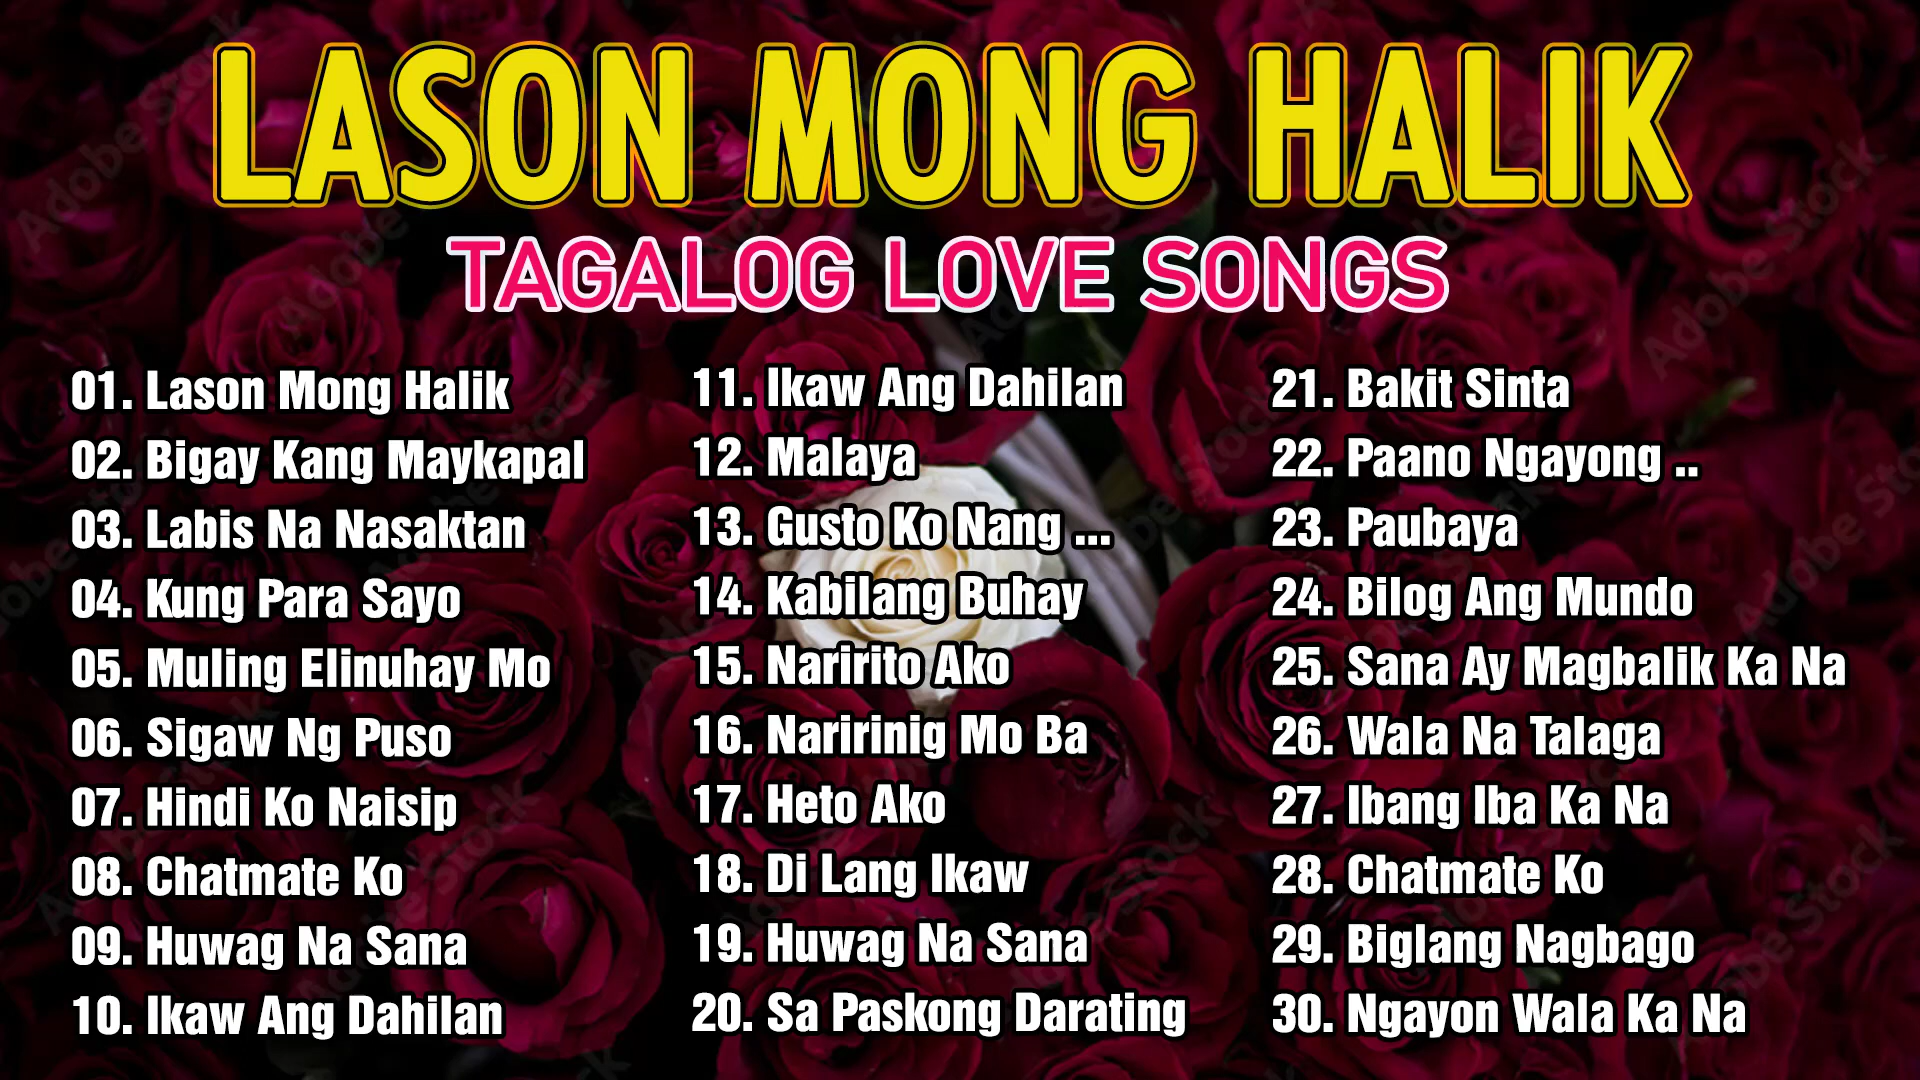 LASON MONG HALIK
TAGALOG LOVE SONGS
01. Lason Mong Halik
02. Bigay Kang Maykapal
03. Labis Na Nasaktan
04. Kung Para Sayo
05. Muling Elinuhay Mo
06. Sigaw Ng Puso
07. Hindi Ko Naisip
08. Chatmate Ko
09. Huwag Na Sana
10. Ikaw Ang Dahilan
11. Ikaw Ang Dahilan
12. Malaya
13. Gusto Ko Nang ...
14. Kabilang Buhay
15. Naririto Ako
16. Naririnig Mo Ba
17. Heto Ako
18. Di Lang Ikaw
19. Huwag Na Sana
20. Sa Paskong Darating
21. Bakit Sinta
22. Paano Ngayong ..
23. Paubaya
24. Bilog Ang Mundo
25. Sana Ay Magbalik Ka Na
26. Wala Na Talaga
27. Ibang Iba Ka Na
28. Chatmate Ko
29. Biglang Nagbago
30. Ngayon Wala Ka Na
Adobe Stock